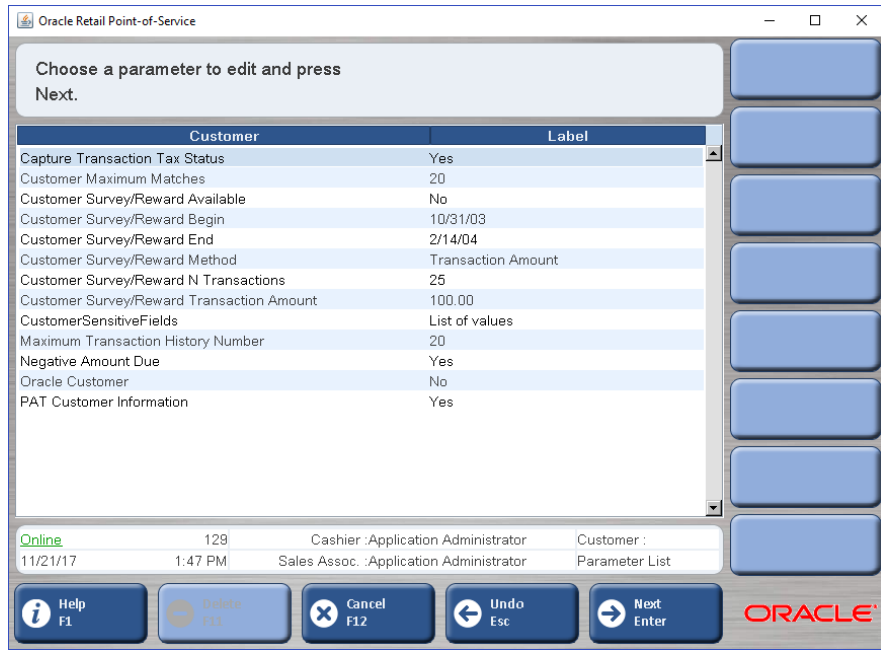 Oracle Retail Point-of-Service
Choose a parameter to edit and press
Next.
Customer Label
Capture Transaction Tax Status Yes
Customer Maximum Matches 20
Customer Survey/Reward Available No
Customer Survey/Reward Begin 10/31/03
Customer Survey/Reward End 2/14/04
Customer Survey/Reward Method Transaction Amount
Customer Survey/Reward N Transactions 25
Customer Survey/Reward Transaction Amount 100.00
CustomerSensitiveFields List of values
Maximum Transaction History Number 20
Negative Amount Due Yes
Oracle Customer No
PAT Customer Information Yes
Online 129 Cashier :Application Administrator Customer :
11/21/17 1:47 PM Sales Assoc. :Application Administrator Parameter List
Help Cancel Undo Next
F1 F12 Esc Enter
ORACLE